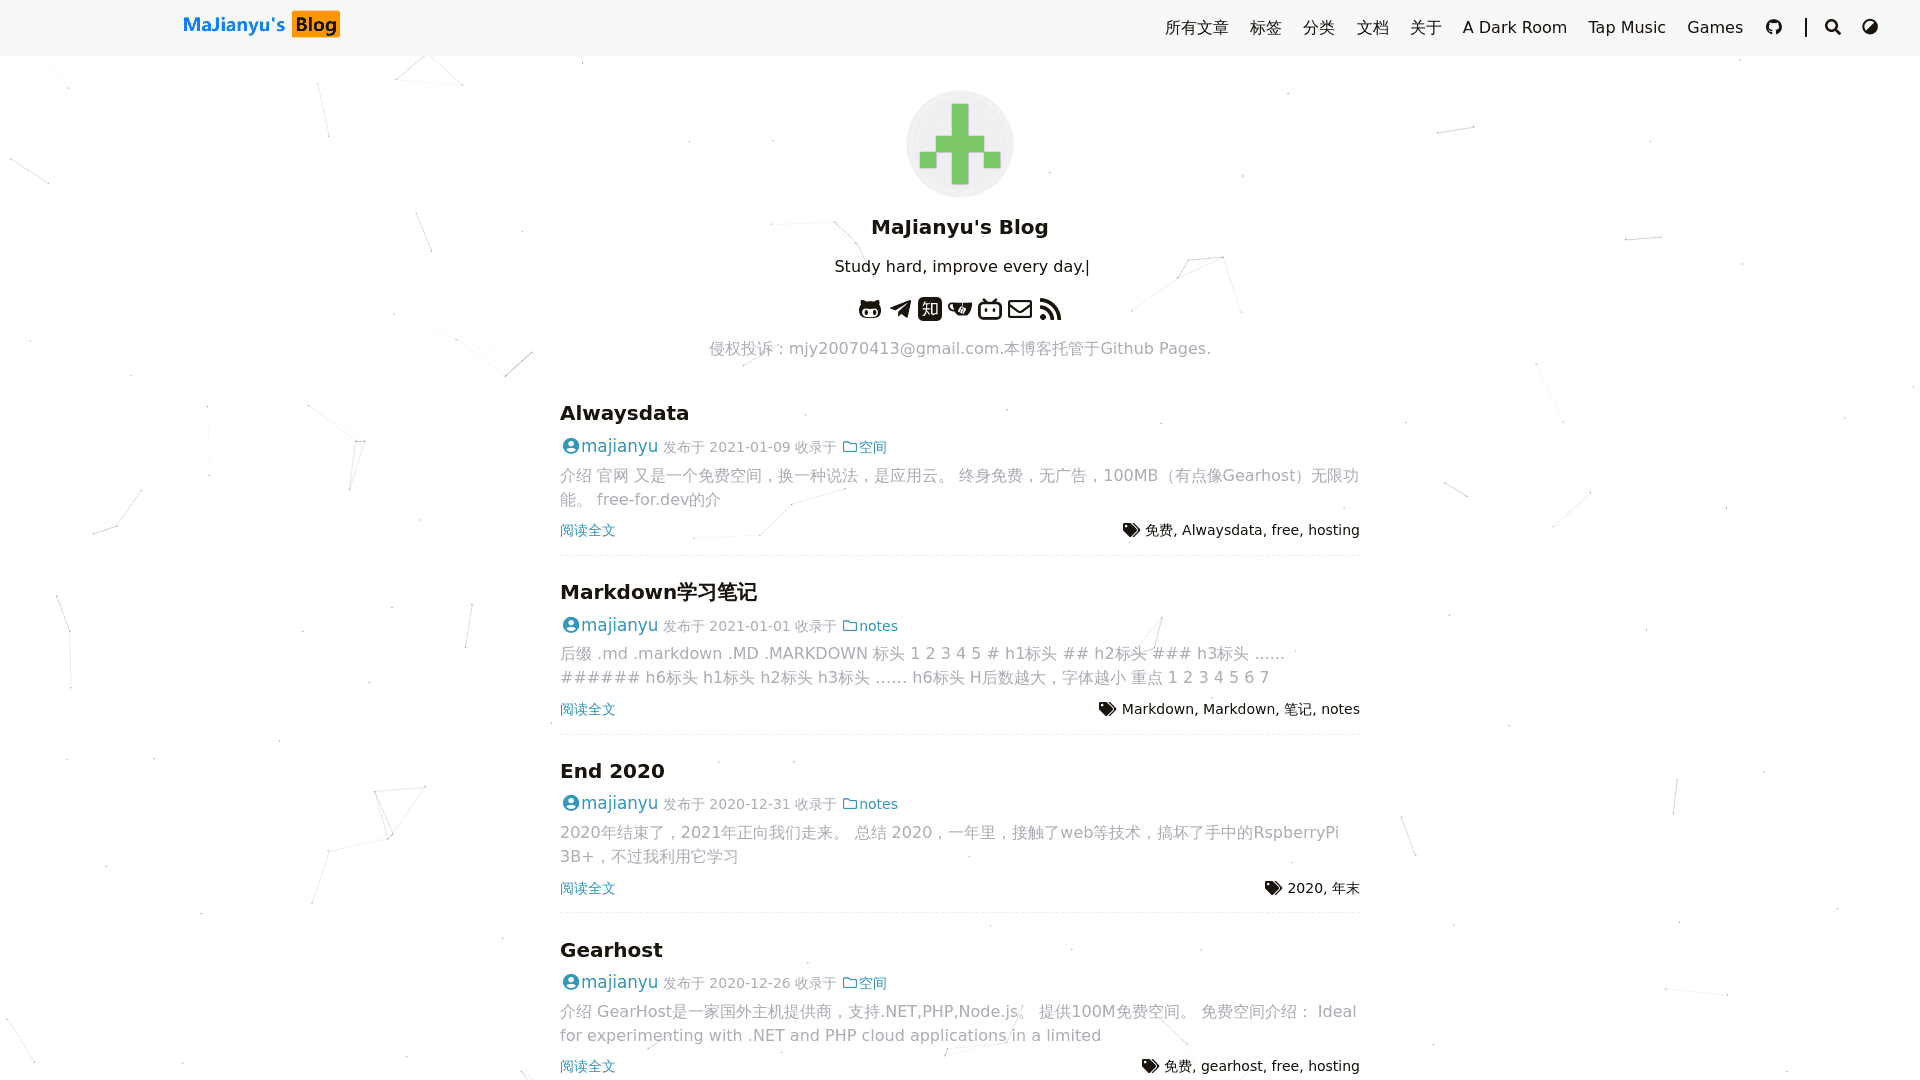 MaJianyu's Blog
所有文章 标签 分类 文档 关于 A Dark Room Tap Music Games
MaJianyu's Blog
Study hard, improve every day.|
知
侵权投诉：mjy20070413@gmail.com.本博客托管于Github Pages.
Alwaysdata
majianyu 发布于 2021-01-09 收录于 空间
介绍 官网 又是一个免费空间，换一种说法，是应用云。 终身免费，无广告，100MB（有点像Gearhost）无限功
能。 free-for.dev的介
阅读全文 免费, Alwaysdata, free, hosting
Markdown学习笔记
majianyu 发布于 2021-01-01 收录于 notes
后缀 .md .markdown .MD .MARKDOWN 标头 1 2 3 4 5 # h1标头 ## h2标头 ### h3标头 ……
###### h6标头 h1标头 h2标头 h3标头 …… h6标头 H后数越大，字体越小 重点 1 2 3 4 5 6 7
阅读全文 Markdown, Markdown, 笔记, notes
End 2020
majianyu 发布于 2020-12-31 收录于 notes
2020年结束了，2021年正向我们走来。 总结 2020，一年里，接触了web等技术，搞坏了手中的RspberryPi
3B+，不过我利用它学习
阅读全文 2020, 年末
Gearhost
majianyu 发布于 2020-12-26 收录于 空间
介绍 GearHost是一家国外主机提供商，支持.NET,PHP,Node.js。 提供100M免费空间。 免费空间介绍： Ideal
for experimenting with .NET and PHP cloud applications in a limited
阅读全文 免费, gearhost, free, hosting